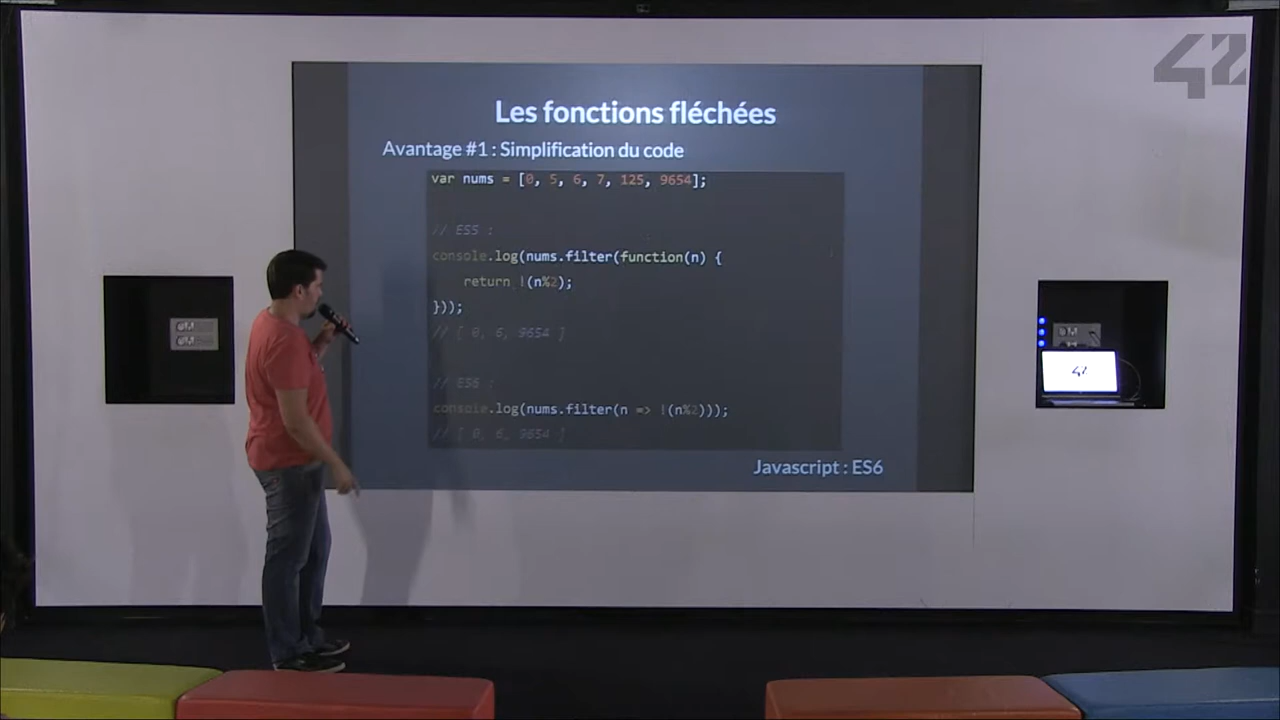 42
Les fonctions fléchées
Avantage #1 : Simplification du code
var nums = [0, 5, 6, 7, 125, 9654];
// ES5 :
console.log(nums.filter(function(n) {
return !(n%2);
}));
// [ 0, 6, 9654 ]
// ES6 :
console.log(nums.filter(n => !(n%2)));
// [ 0, 6, 9654 ]
Javascript : ES6
42